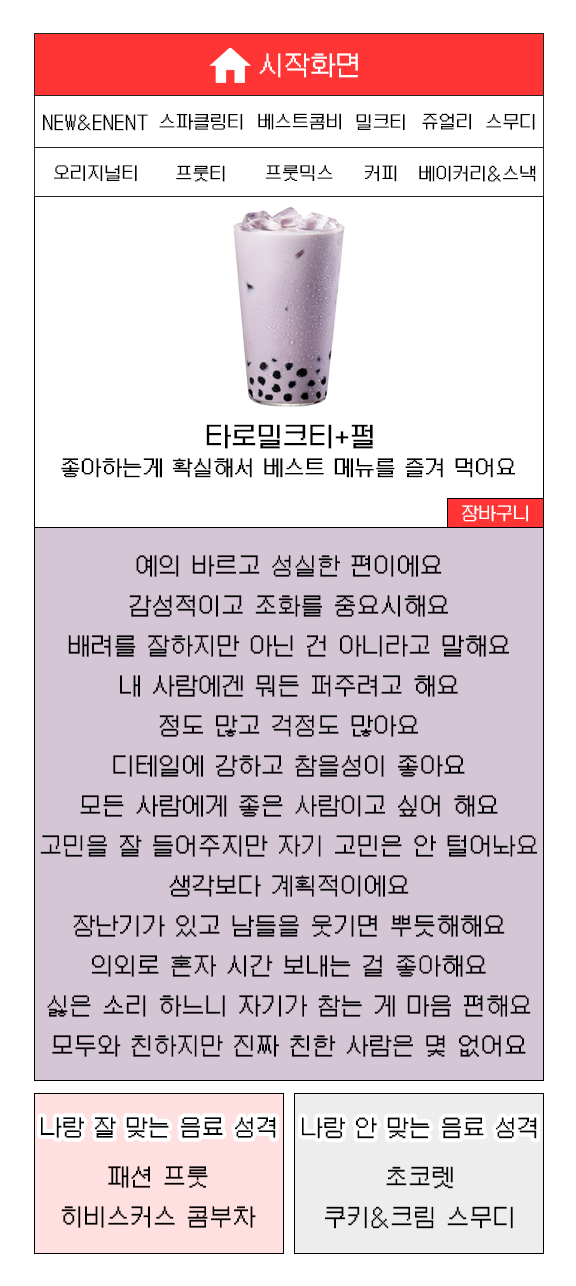 시작화면
NEW&ENENT 스파클링티 베스트콤비 밀크티 쥬얼리 스무디
오리지널티 프룻티 프룻믹스 커피 베이커리&스낵
타로밀크티+펄
좋아하는게 확실해서 베스트 메뉴를 즐겨 먹어요
장바구니
예의 바르고 성실한 편이에요
감성적이고 조화를 중요시해요
배려를 잘하지만 아닌 건 아니라고 말해요
내 사람에겐 뭐든 퍼주려고 해요
정도 많고 걱정도 많아요
디테일에 강하고 참을성이 좋아요
모든 사람에게 좋은 사람이고 싶어 해요
고민을 잘 들어주지만 자기 고민은 안 털어놔요
생각보다 계획적이에요
장난기가 있고 남들을 웃기면 뿌듯해해요
의외로 혼자 시간 보내는 걸 좋아해요
싫은 소리 하느니 자기가 참는 게 마음 편해요
모두와 친하지만 진짜 친한 사람은 몇 없어요
나랑 잘 맞는 음료 성격
패션 프룻
히비스커스 콤부차
나랑 안 맞는 음료 성격
초코렛
쿠키&크림 스무디